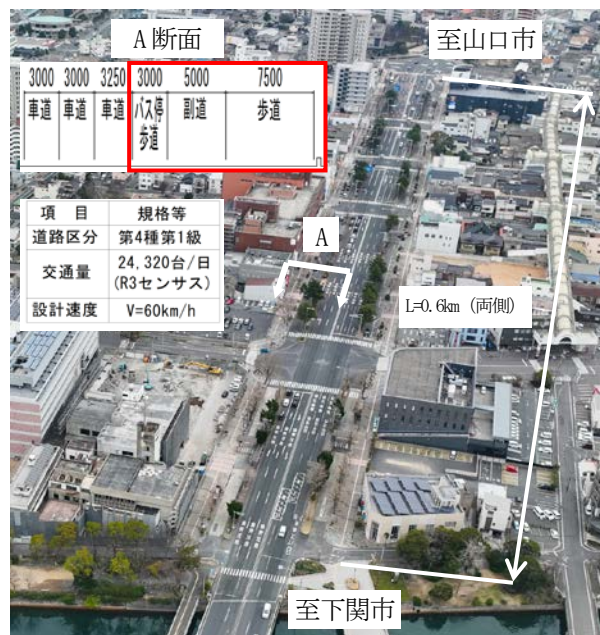 A断面
至山口市
3000 3000 3250 3000 5000 7500
車道 車道 車道 バス停 副道 歩道
歩道
項 目 規格等
道路区分 第4種第1級
交通量 24,320台/日
(R3センサス)
設計速度 V=60km/h
A
L=0.6km (両側)
至下関市